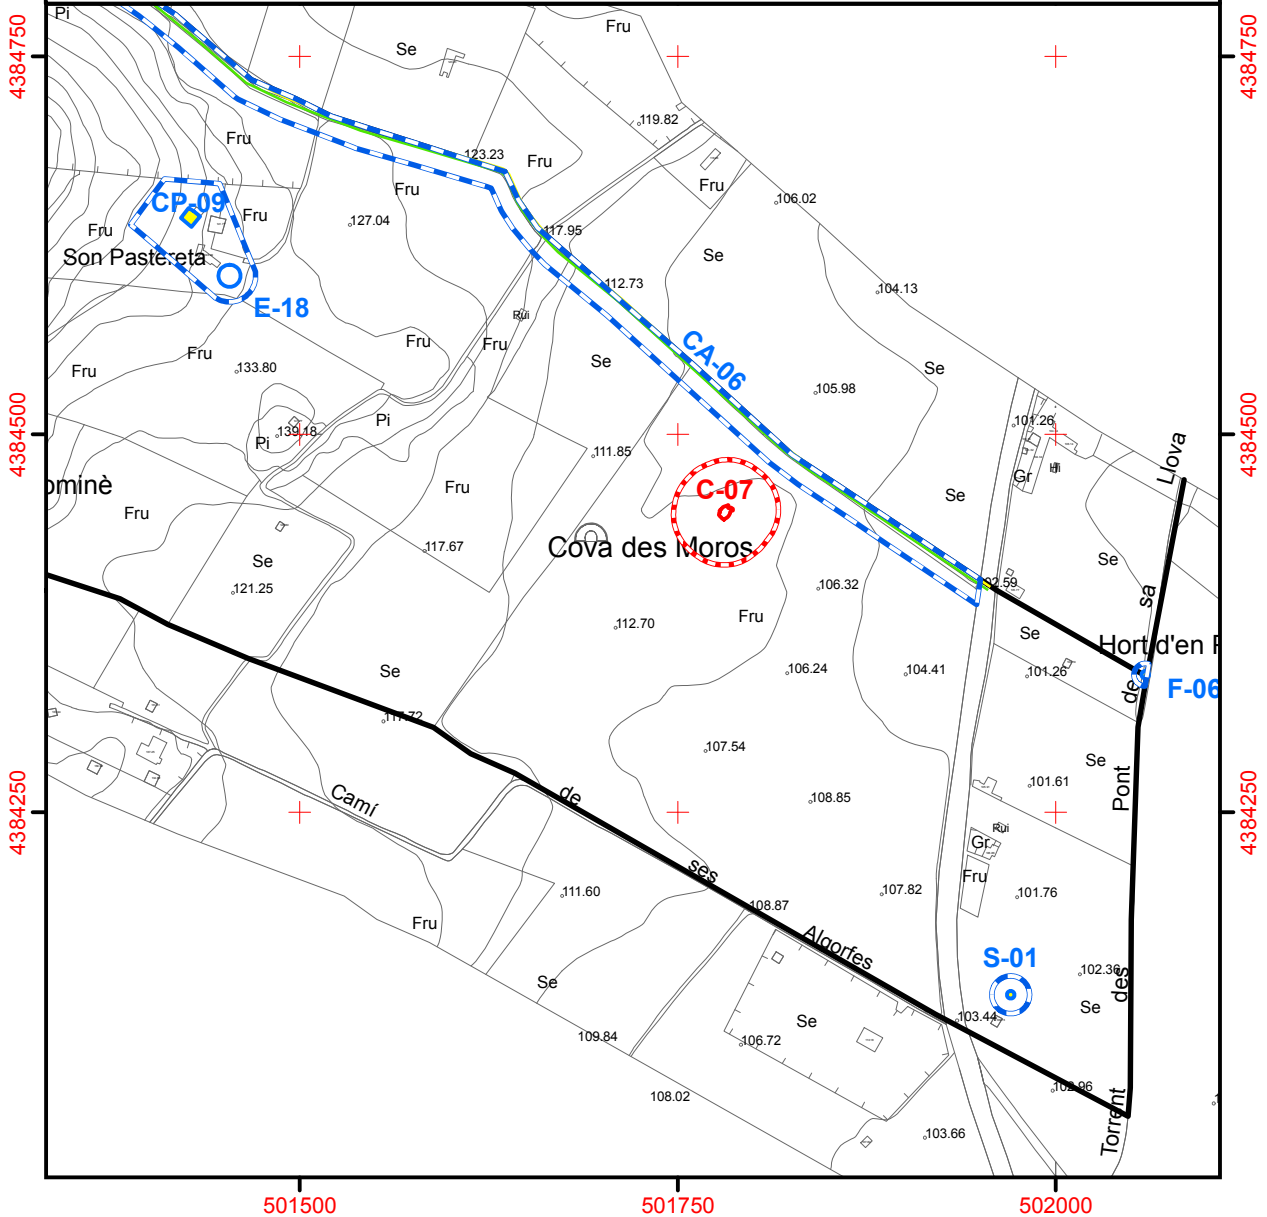 Pi
Fru
Se
4384750
4384750
119.82
Fru
123.23
Fru
Fru
Fru
CP-09
Fru
106.02
127.04
Fru
117.95
Se
Son Pastereta
112.73
104.13
E-18
Rui
Fru
Fru
Fru
CA-06
Se
Se
Fru
133.80
105.98
Pi
101.26
4384500
4384500
139.18
Pi
111.85
Llova
Gr
ominè
Fru
C-07
Se
Fru
117.67
Cova des Moros
Se
Se
121.25
106.32
sa
112.70
Fru
Se
Hort d'en
Se
106.24
104.41
101.26
de
F-06
117.72
107.54
Se
Pont
101.61
Camí
de
108.85
4384250
4384250
Rui
Gr
ses
Fru
111.60
108.87
107.82
101.76
Fru
Algorfes
S-01
102.36
des
Se
Se
Se
103.44
109.84
106.72
102.96
108.02
Torrent
103.66
501500
501750
502000